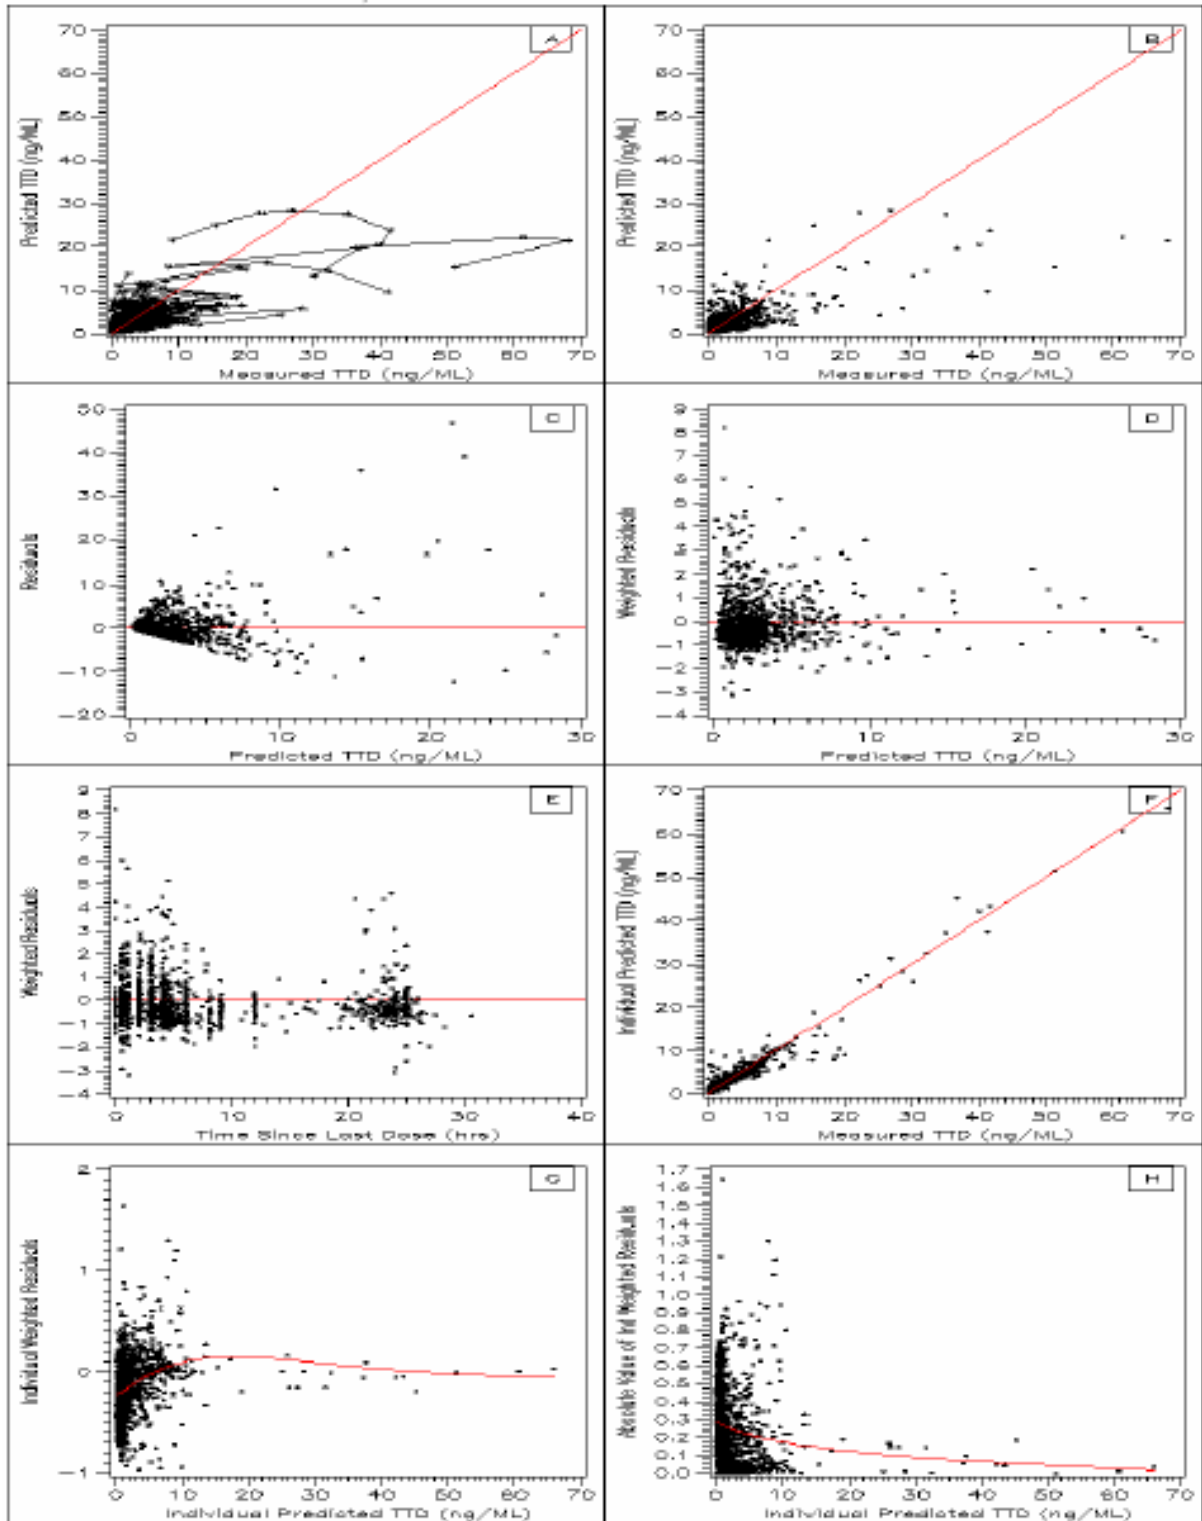 A
Predicted TTD (ng/ML)
70
60
50
40
30
20
10
0
0 10 20 30 40 50 60 70
Measured TTD (ng/ML)
B
Predicted TTD (ng/ML)
70
60
50
40
30
20
10
0
0 10 20 30 40 50 60 70
Measured TTD (ng/ML)
C
Residuals
50
40
30
20
10
0
-10
-20
0 10 20 30
Predicted TTD (ng/ML)
D
Weighted Residuals
9
8
7
6
5
4
3
2
1
0
-1
-2
-3
-4
0 10 20 30
Predicted TTD (ng/ML)
E
Weighted Residuals
9
8
7
6
5
4
3
2
1
0
-1
-2
-3
-4
0 10 20 30 40
Time Since Last Dose (hrs)
F
Individual Predicted TTD (ng/ML)
70
60
50
40
30
20
10
0
0 10 20 30 40 50 60 70
Measured TTD (ng/ML)
G
Individual Weighted Residuals
2
1
0
-1
0 10 20 30 40 50 60 70
Individual Predicted TTD (ng/ML)
H
Absolute Value of Ind Weighted Residuals
1.7
1.6
1.5
1.4
1.3
1.2
1.1
1.0
0.9
0.8
0.7
0.6
0.5
0.4
0.3
0.2
0.1
0.0
0 10 20 30 40 50 60 70
Individual Predicted TTD (ng/ML)